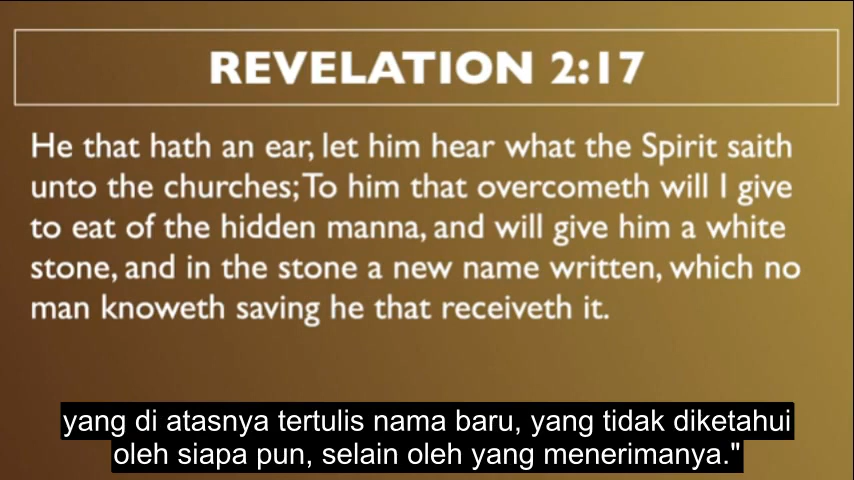 REVELATION 2:17
He that hath an ear, let him hear what the Spirit saith
unto the churches; To him that overcometh will I give
to eat of the hidden manna, and will give him a white
stone, and in the stone a new name written, which no
man knoweth saving he that receiveth it.
yang di atasnya tertulis nama baru, yang tidak diketahui
oleh siapa pun, selain oleh yang menerimanya."